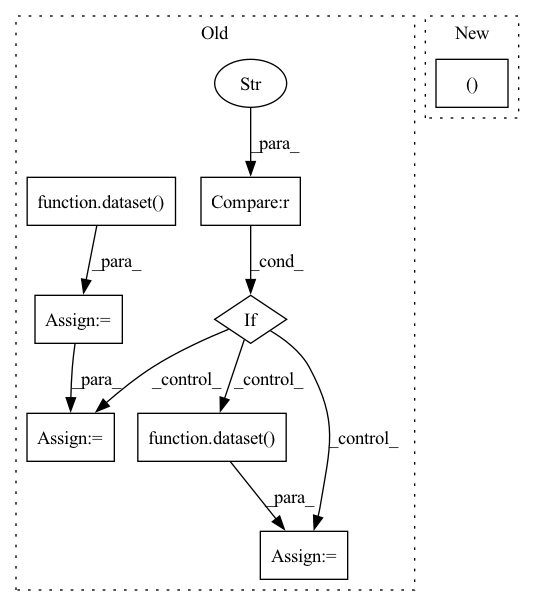 Old
New
Str
()
_para_
function.dataset()
Compare:r
_para_
_cond_
Assign:=
If
_para_
_control_
_control_
_control_
Assign:=
function.dataset()
_para_
Assign:=